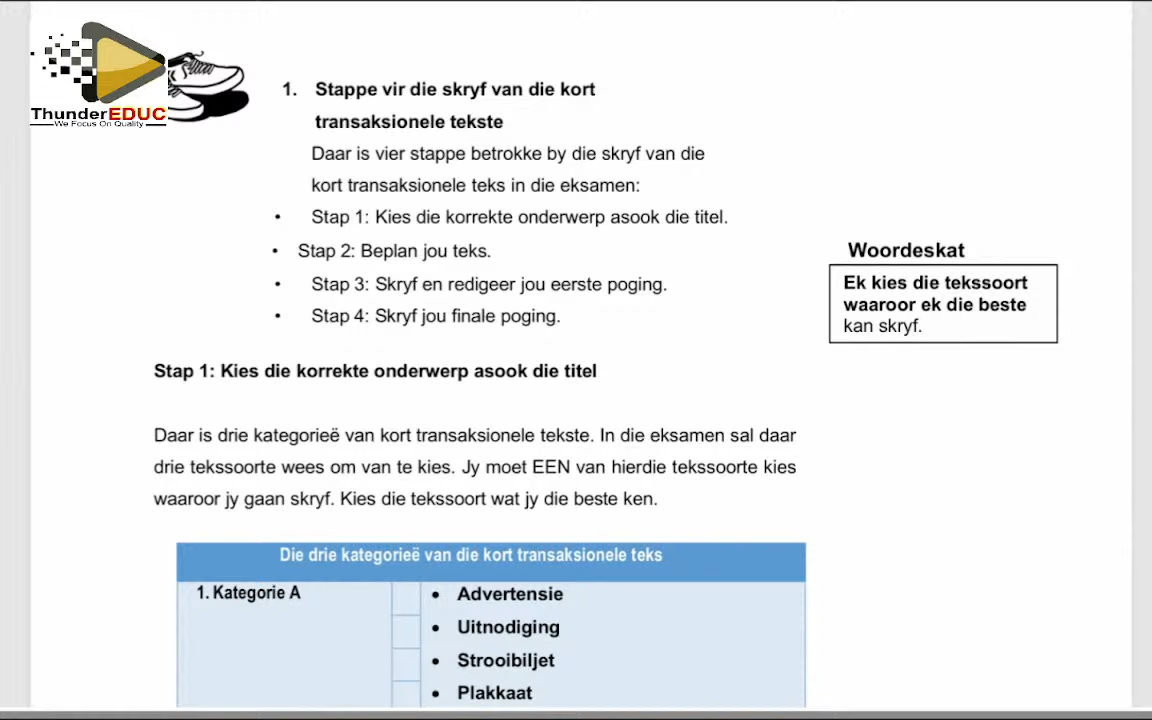 ThunderEDUC
We Focus On Quality
1. Stappe vir die skryf van die kort
transaksionele tekste
Daar is vier stappe betrokke by die skryf van die
kort transaksionele teks in die eksamen:
• Stap 1: Kies die korrekte onderwerp asook die titel.
• Stap 2: Beplan jou teks.
• Stap 3: Skryf en redigeer jou eerste poging.
• Stap 4: Skryf jou finale poging.
Woordeskat
Ek kies die tekssoort
waaroor ek die beste
kan skryf.
Stap 1: Kies die korrekte onderwerp asook die titel
Daar is drie kategorieë van kort transaksionele tekste. In die eksamen sal daar
drie tekssoorte wees om van te kies. Jy moet EEN van hierdie tekssoorte kies
waaroor jy gaan skryf. Kies die tekssoort wat jy die beste ken.
Die drie kategorieë van die kort transaksionele teks
1. Kategorie A
• Advertensie
• Uitnodiging
• Strooibiljet
• Plakkaat